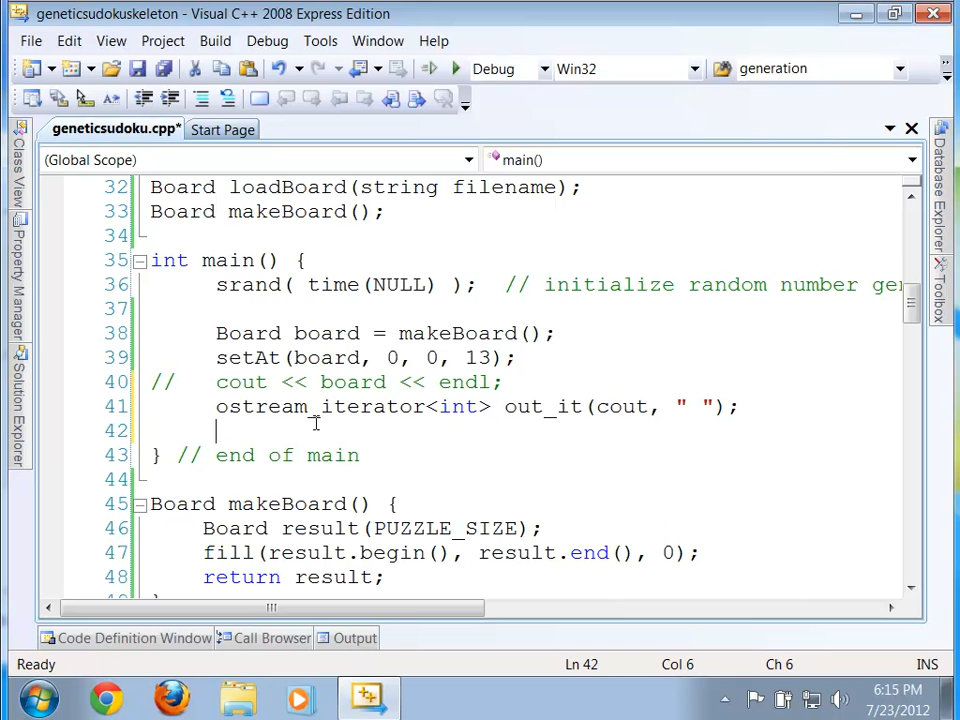 geneticsudokuskeleton - Visual C++ 2008 Express Edition
File Edit View Project Build Debug Tools Window Help
Debug Win32 generation
geneticsudoku.cpp* Start Page
(Global Scope) main()
32 Board loadBoard(string filename);
33 Board makeBoard();
34
35 int main() {
36 srand( time(NULL) ); // initialize random number gen
37
38 Board board = makeBoard();
39 setAt(board, 0, 0, 13);
40 // cout << board << endl;
41 ostream_iterator<int> out_it(cout, " ");
42
43 } // end of main
44
45 Board makeBoard() {
46 Board result(PUZZLE_SIZE);
47 fill(result.begin(), result.end(), 0);
48 return result;
Class View
Property Manager
Solution Explorer
Database Explorer
Toolbox
Code Definition Window Call Browser Output
Ready Ln 42 Col 6 Ch 6 INS
6:15 PM
7/23/2012